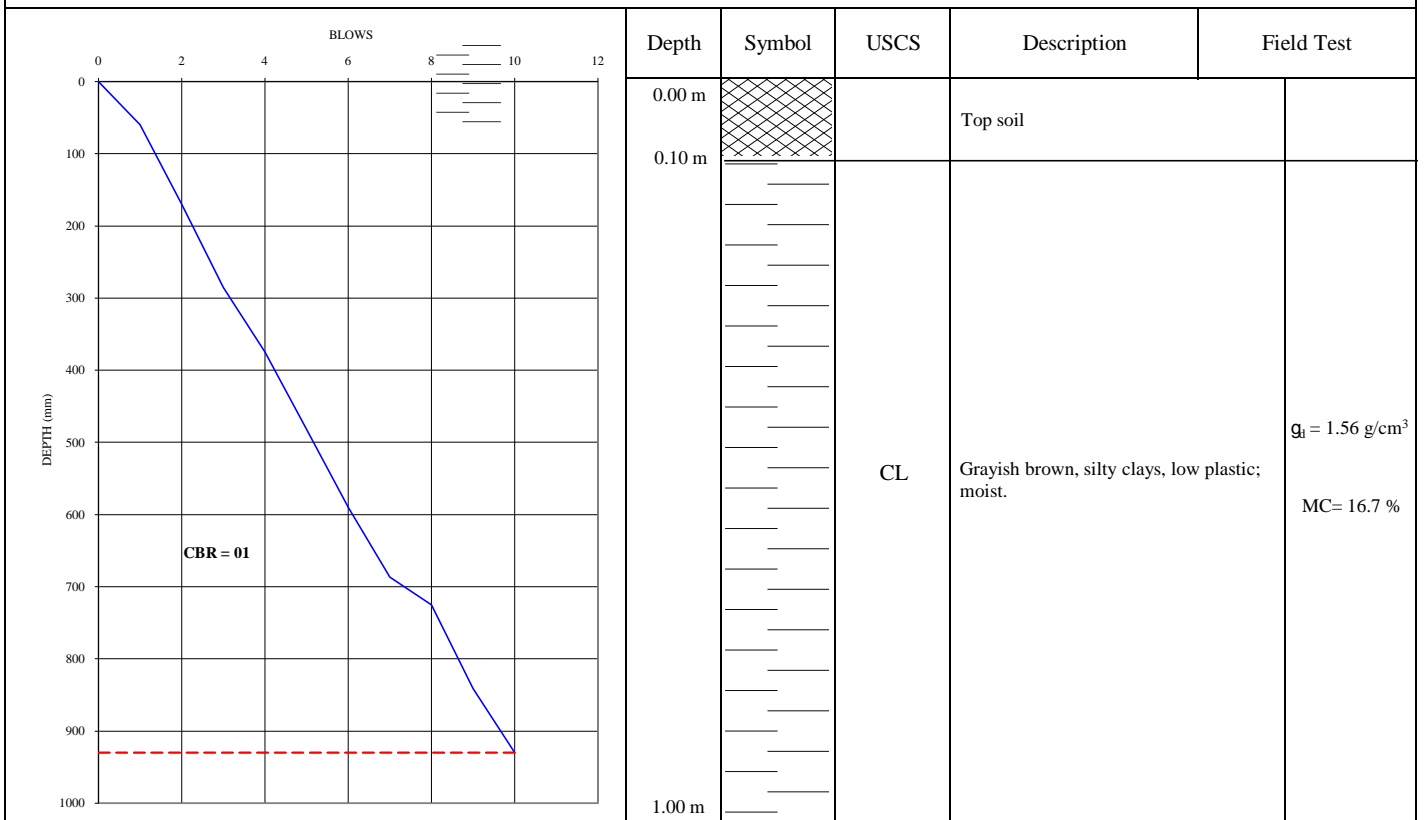 BLOWS
0 2 4 6 8 10 12
0
100
200
300
400
500
600
700
800
900
1000
DEPTH (mm)
CBR = 01
Depth Symbol USCS Description Field Test
0.00 m
Top soil
0.10 m
CL
Grayish brown, silty clays, low plastic;
moist.
gd = 1.56 g/cm³
MC= 16.7 %
1.00 m